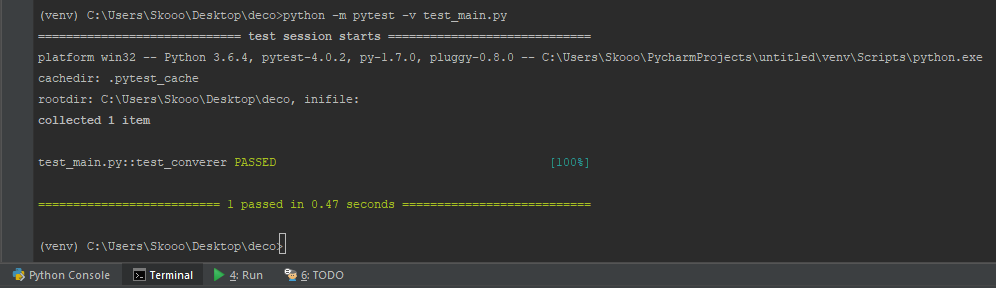 (venv) C:\Users\Skooo\Desktop\deco>python -m pytest -v test_main.py
============================= test session starts =============================
platform win32 -- Python 3.6.4, pytest-4.0.2, py-1.7.0, pluggy-0.8.0 -- C:\Users\Skooo\PycharmProjects\untitled\venv\Scripts\python.exe
cachedir: .pytest_cache
rootdir: C:\Users\Skooo\Desktop\deco, inifile:
collected 1 item
test_main.py::test_converer PASSED [100%]
========================== 1 passed in 0.47 seconds ===========================
(venv) C:\Users\Skooo\Desktop\deco>
Python Console Terminal 4: Run 6: TODO